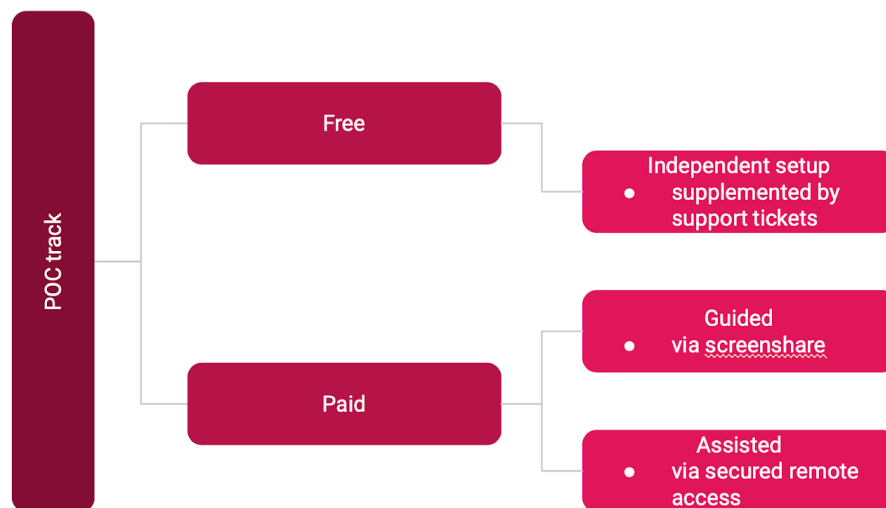 POC track
Free
Independent setup
● supplemented by
support tickets
Paid
Guided
● via screenshare
Assisted
● via secured remote
access